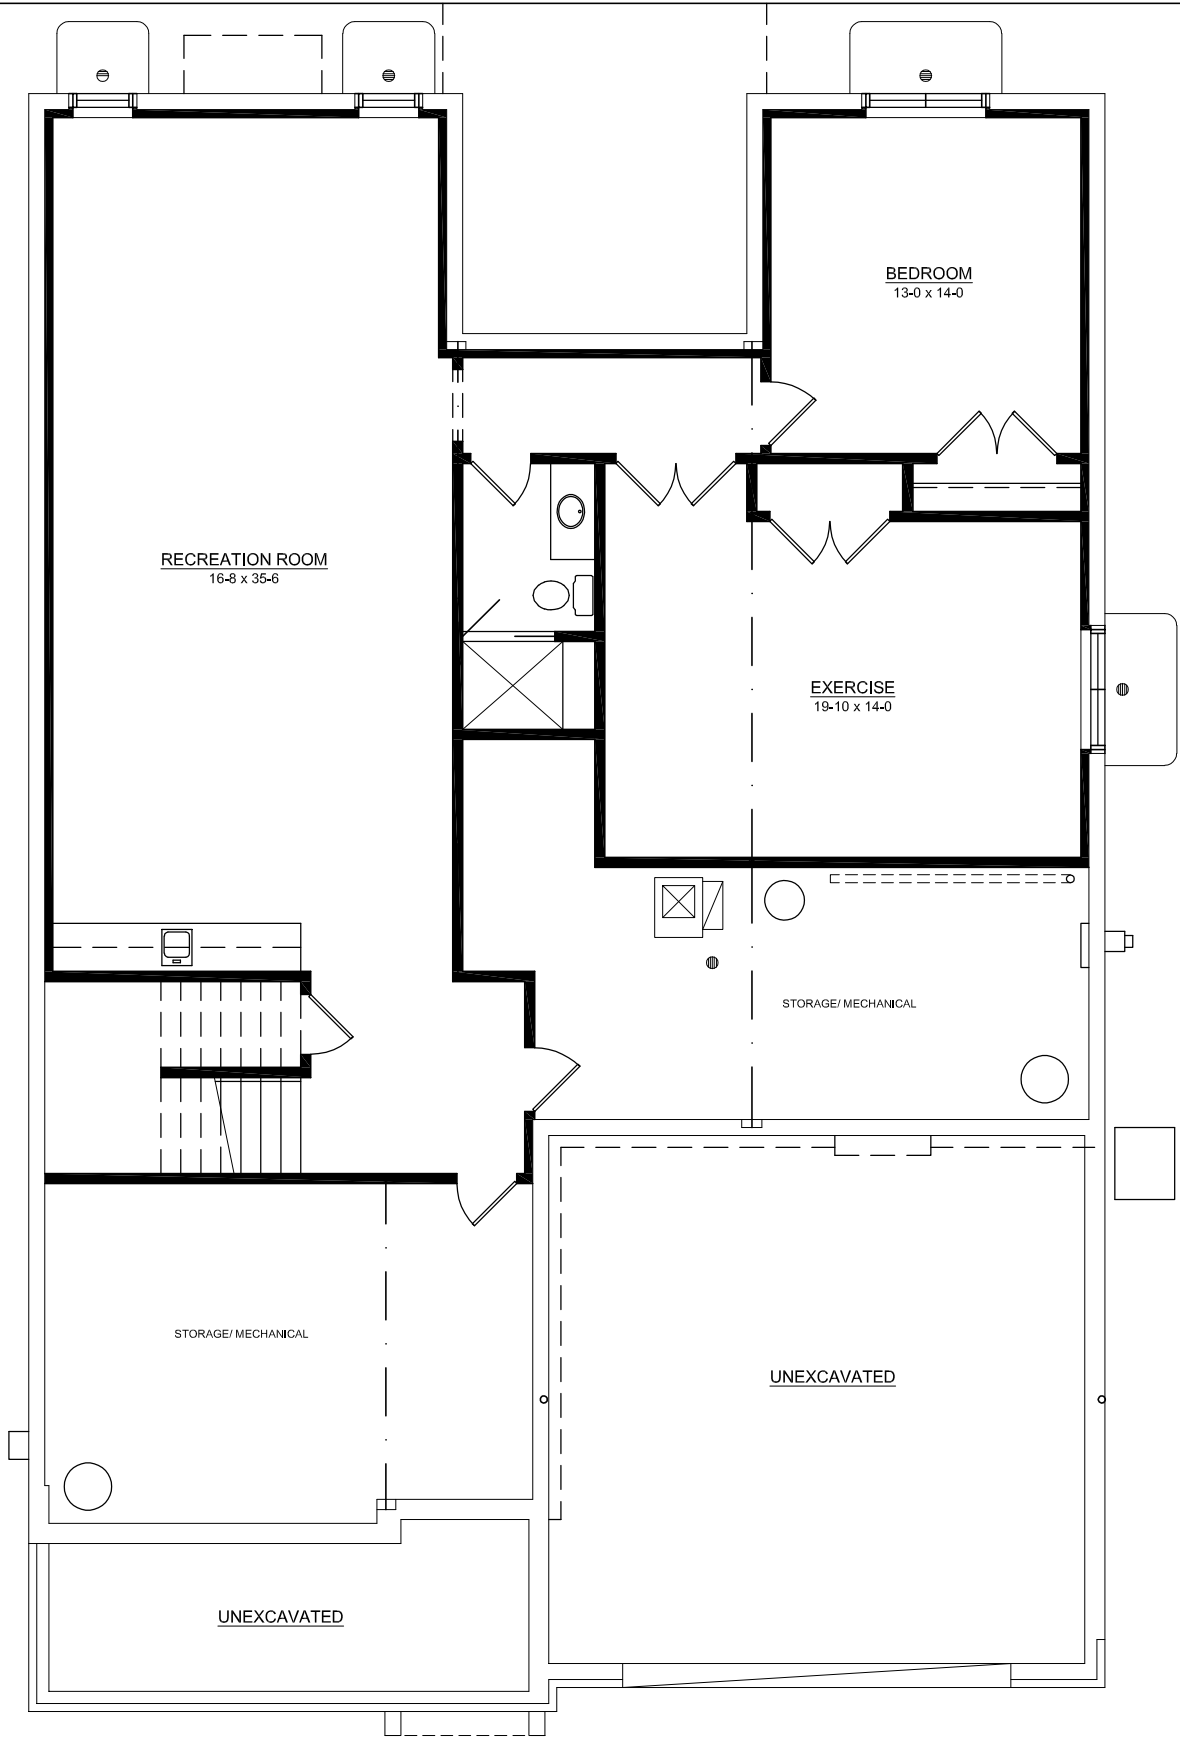 BEDROOM
13-0 x 14-0
RECREATION ROOM
16-8 x 35-6
EXERCISE
19-10 x 14-0
STORAGE/ MECHANICAL
STORAGE/ MECHANICAL
UNEXCAVATED
UNEXCAVATED